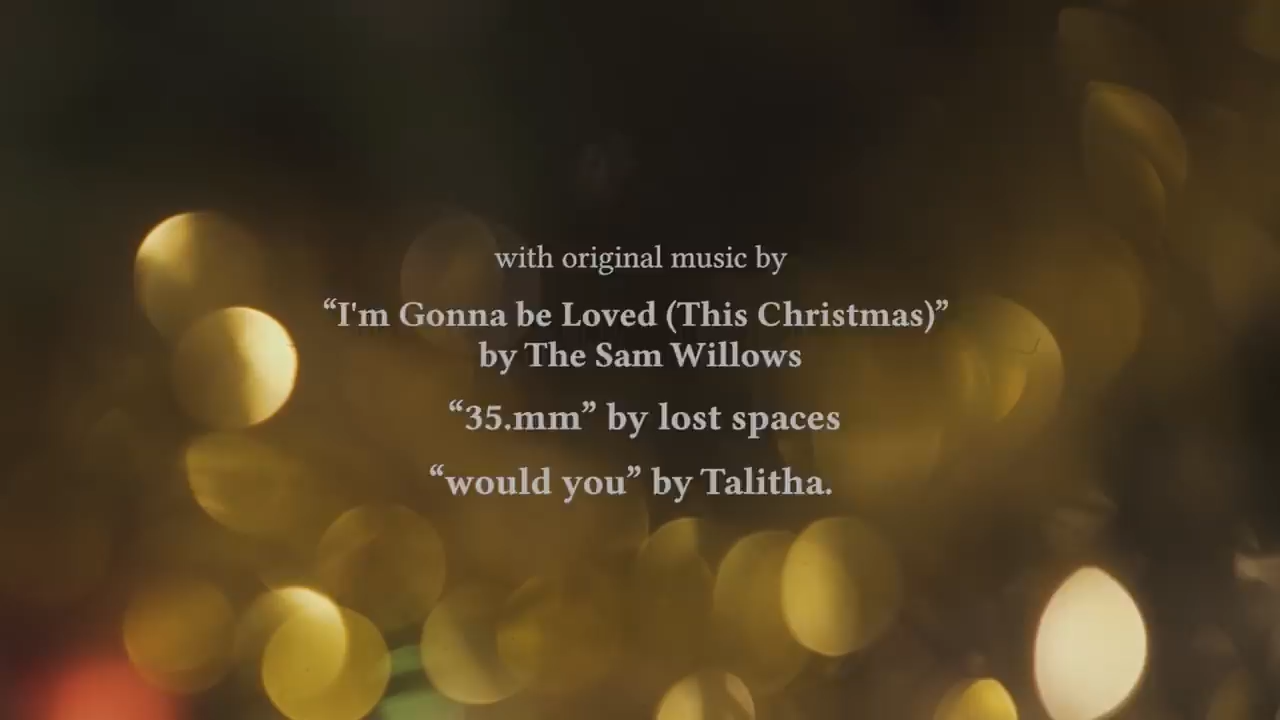 with original music by
“I'm Gonna be Loved (This Christmas)”
by The Sam Willows
“35.mm” by lost spaces
“would you” by Talitha.